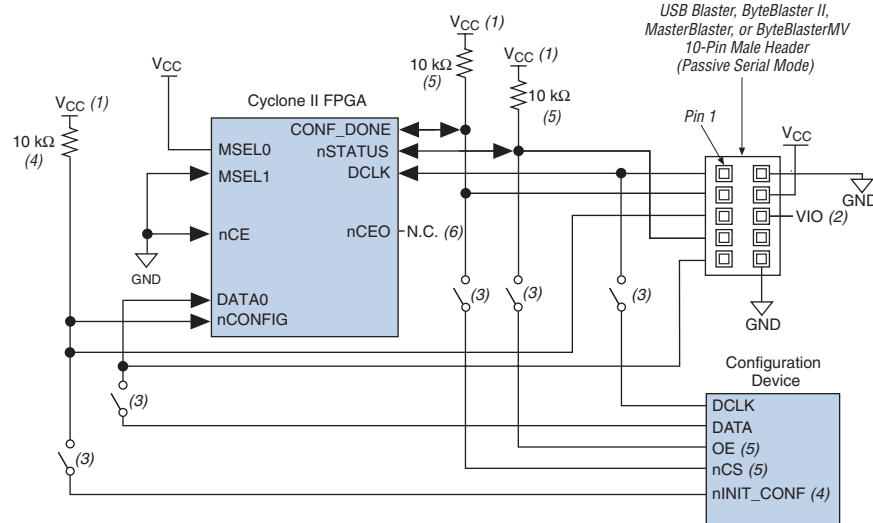 USB Blaster, ByteBlaster II,
MasterBlaster, or ByteBlasterMV
10-Pin Male Header
(Passive Serial Mode)
VCC (1)
VCC (1)
10 kΩ
(5)
10 kΩ
(5)
VCC
VCC (1)
10 kΩ
(4)
Cyclone II FPGA
CONF_DONE
nSTATUS
DCLK
MSEL0
MSEL1
nCE
nCEO
N.C. (6)
DATA0
nCONFIG
GND
Pin 1
VCC
GND
VIO (2)
GND
(3)
(3)
(3)
(3)
(3)
Configuration
Device
DCLK
DATA
OE (5)
nCS (5)
nINIT_CONF (4)